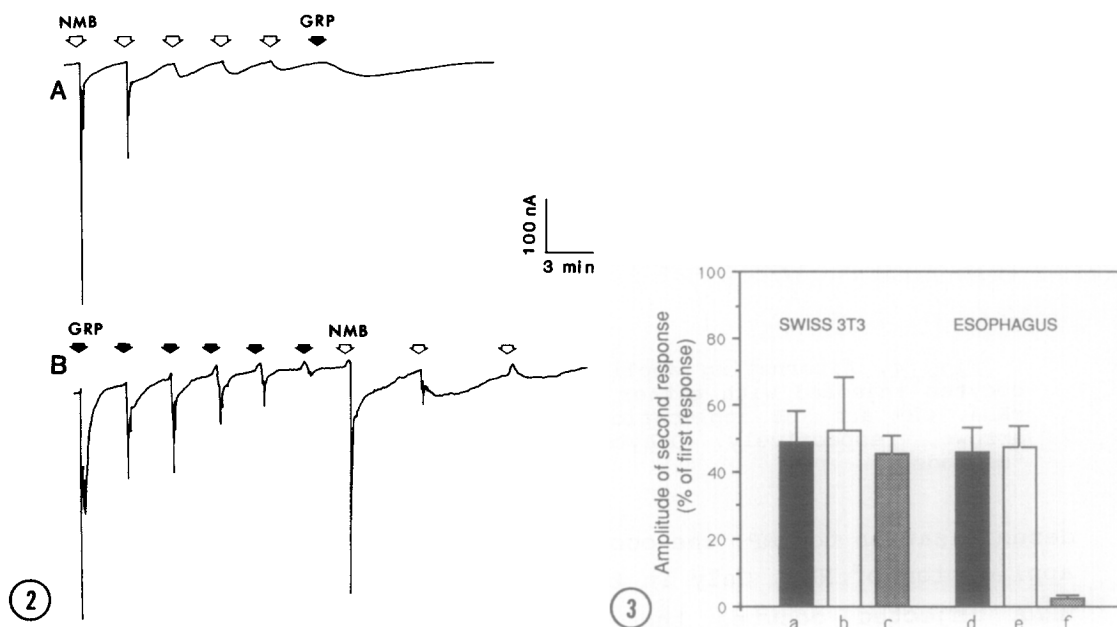 NMB GRP
A
100 nA
3 min
GRP NMB
B
2
Amplitude of second response
(% of first response)
100
80
60
40
20
0
SWISS 3T3 ESOPHAGUS
a b c d e f
3